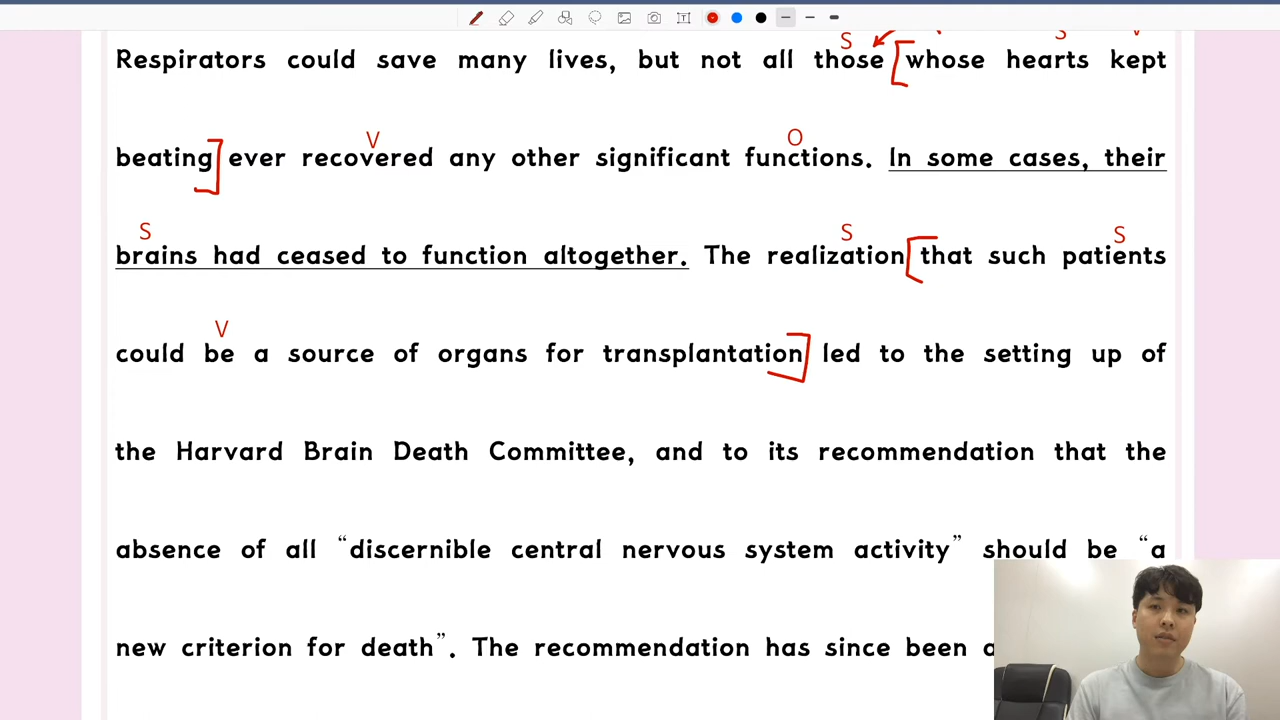 S S V
Respirators could save many lives, but not all those whose hearts kept
V O
beating ever recovered any other significant functions. In some cases, their
S S S
brains had ceased to function altogether. The realization that such patients
V
could be a source of organs for transplantation led to the setting up of
the Harvard Brain Death Committee, and to its recommendation that the
absence of all “discernible central nervous system activity” should be “a
new criterion for death”. The recommendation has since been